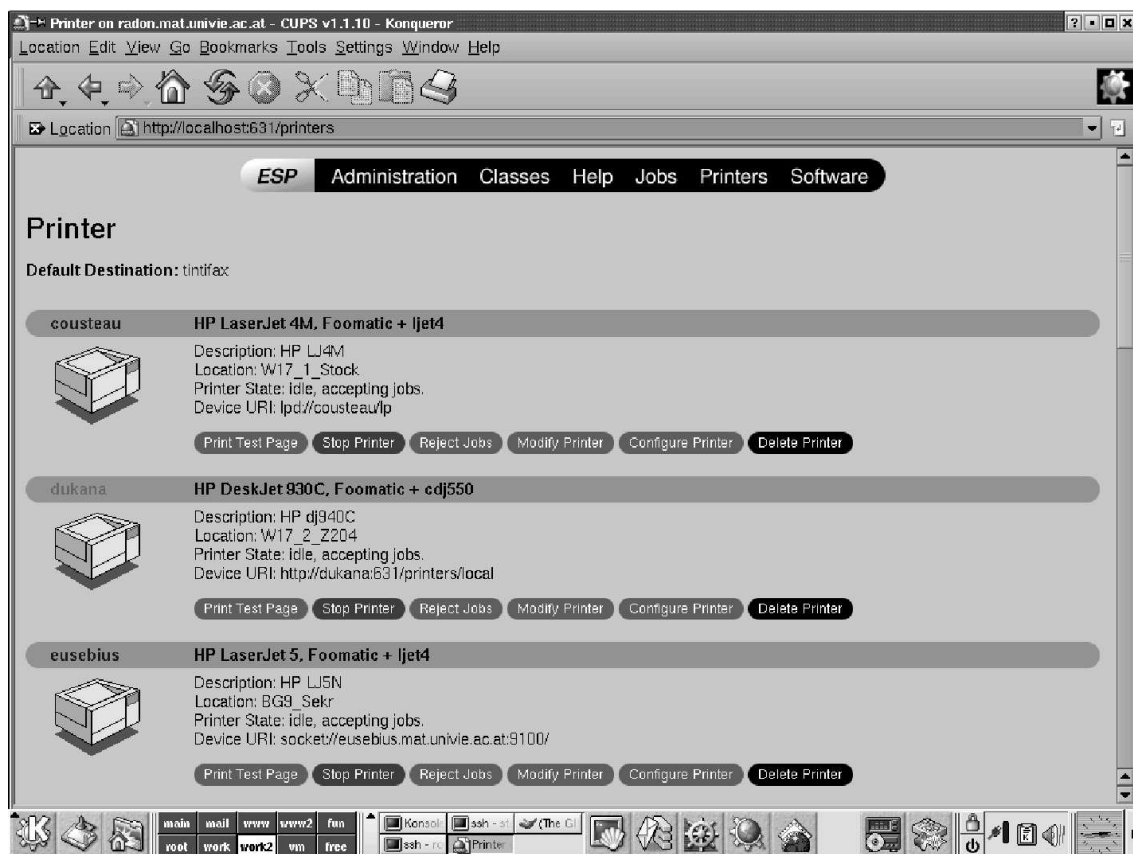 Printer on radon.mat.univie.ac.at - CUPS v1.1.10 - Konqueror
Location Edit View Go Bookmarks Tools Settings Window Help
Location http://localhost:631/printers
ESP Administration Classes Help Jobs Printers Software
Printer
Default Destination: tintifax
cousteau HP LaserJet 4M, Foomatic + ljet4
Description: HP LJ4M
Location: W17_1_Stock
Printer State: idle, accepting jobs.
Device URI: lpd://cousteau/lp
Print Test Page Stop Printer Reject Jobs Modify Printer Configure Printer Delete Printer
dukana HP DeskJet 930C, Foomatic + cdj550
Description: HP dj940C
Location: W17_2_Z204
Printer State: idle, accepting jobs.
Device URI: http://dukana:631/printers/local
Print Test Page Stop Printer Reject Jobs Modify Printer Configure Printer Delete Printer
eusebius HP LaserJet 5, Foomatic + ljet4
Description: HP LJ5N
Location: BG9_Sekr
Printer State: idle, accepting jobs.
Device URI: socket://eusebius.mat.univie.ac.at:9100/
Print Test Page Stop Printer Reject Jobs Modify Printer Configure Printer Delete Printer
main mail www www2 fun Konsol ssh - st (The GI
root work work2 vm free ssh - ro Printer